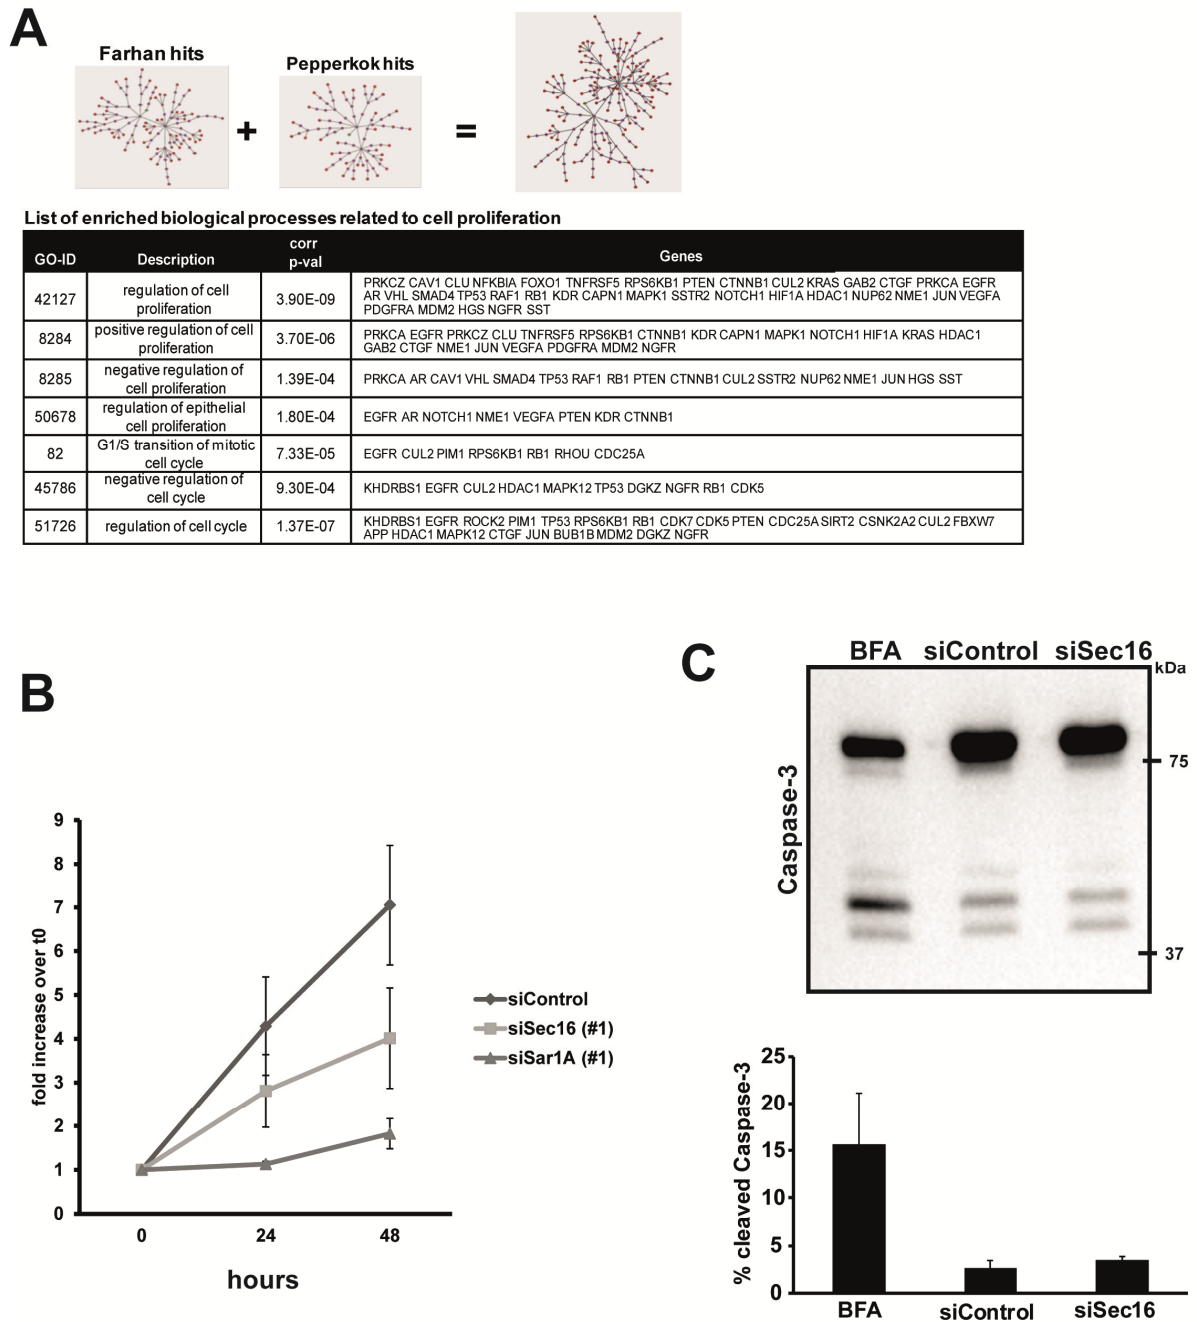 A
Farhan hits
Pepperkok hits
+
=
List of enriched biological processes related to cell proliferation
GO-ID Description corr p-val Genes
42127 regulation of cell proliferation 3.90E-09 PRKCZ CAV1 CLU NFKBIA FOXO1 TNFRSF5 RPS6KB1 PTEN CTNNB1 CUL2 KRAS GAB2 CTGF PRKCA EGFR
AR VHL SMAD4 TP53 RAF1 RB1 KDR CAPN1 MAPK1 SSTR2 NOTCH1 HIF1A HDAC1 NUP62 NME1 JUN VEGFA
PDGFRA MDM2 HGS NGFR SST
8284 positive regulation of cell proliferation 3.70E-06 PRKCA EGFR PRKCZ CLU TNFRSF5 RPS6KB1 CTNNB1 KDR CAPN1 MAPK1 NOTCH1 HIF1A KRAS HDAC1
GAB2 CTGF NME1 JUN VEGFA PDGFRA MDM2 NGFR
8285 negative regulation of cell proliferation 1.39E-04 PRKCA AR CAV1 VHL SMAD4 TP53 RAF1 RB1 PTEN CTNNB1 CUL2 SSTR2 NUP62 NME1 JUN HGS SST
50678 regulation of epithelial cell proliferation 1.80E-04 EGFR AR NOTCH1 NME1 VEGFA PTEN KDR CTNNB1
82 G1/S transition of mitotic cell cycle 7.33E-05 EGFR CUL2 PIM1 RPS6KB1 RB1 RHOU CDC25A
45786 negative regulation of cell cycle 9.30E-04 KHDRBS1 EGFR CUL2 HDAC1 MAPK12 TP53 DGKZ NGFR RB1 CDK5
51726 regulation of cell cycle 1.37E-07 KHDRBS1 EGFR ROCK2 PIM1 TP53 RPS6KB1 RB1 CDK7 CDK5 PTEN CDC25A SIRT2 CSNK2A2 CUL2 FBXW7
APP HDAC1 MAPK12 CTGF JUN BUB1B MDM2 DGKZ NGFR
B
fold increase over t0
9
8
7
6
5
4
3
2
1
0
0 24 48
hours
siControl
siSec16 (#1)
siSar1A (#1)
C
BFA siControl siSec16
kDa
Caspase-3
75
37
% cleaved Caspase-3
25
20
15
10
5
0
BFA siControl siSec16